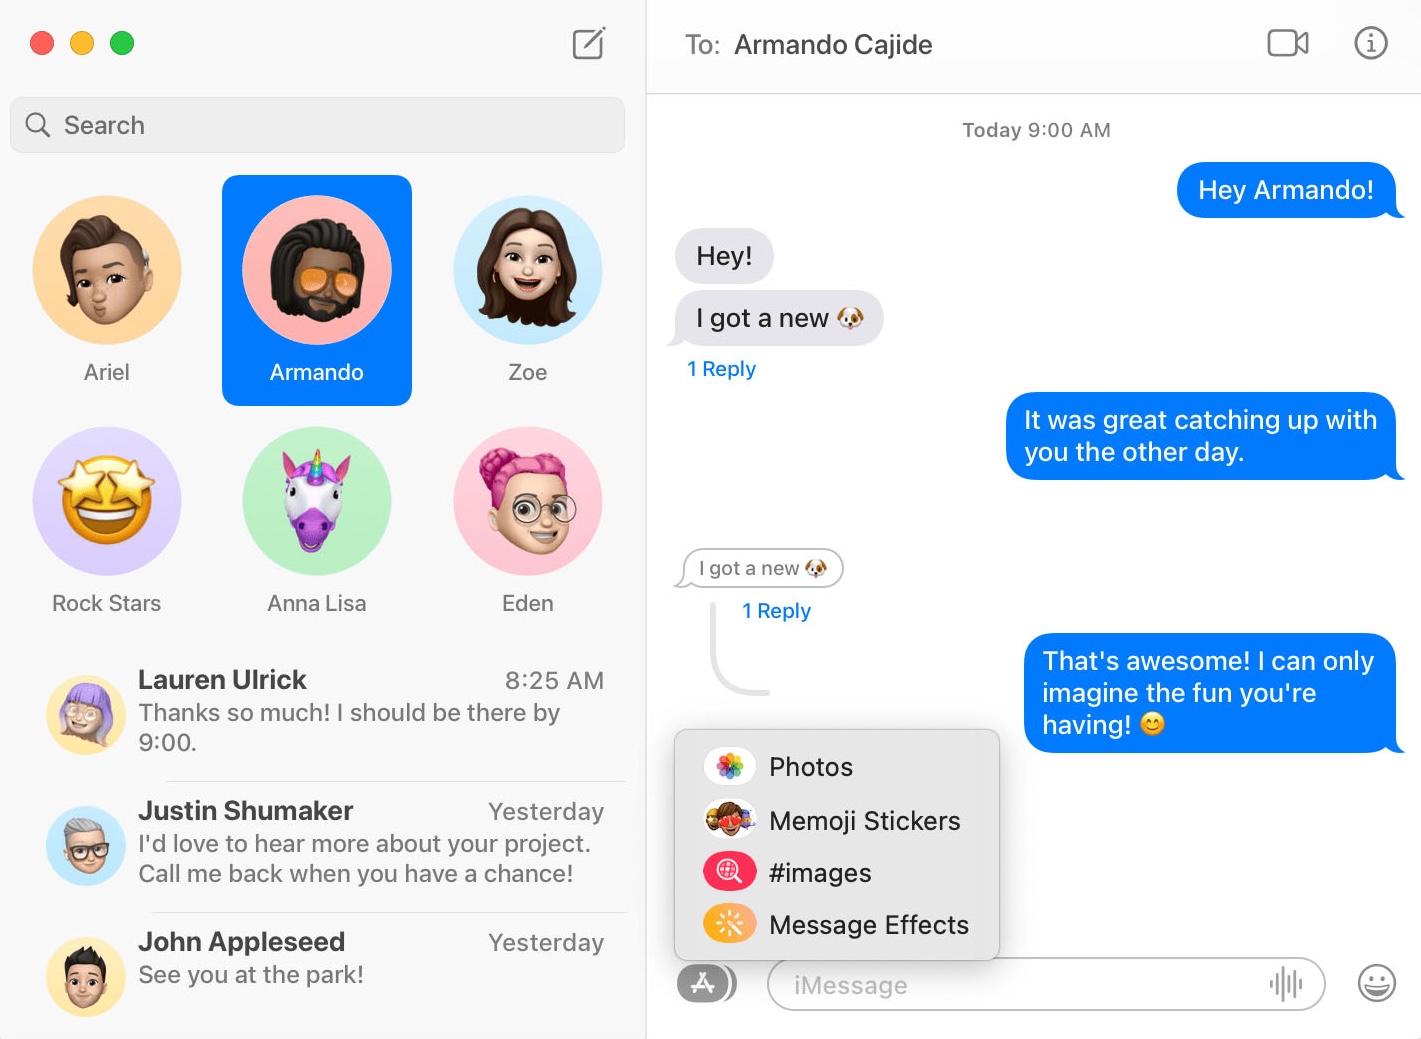 Search
Ariel
Armando
Zoe
Rock Stars
Anna Lisa
Eden
Lauren Ulrick
8:25 AM
Thanks so much! I should be there by
9:00.
Justin Shumaker
Yesterday
I'd love to hear more about your project.
Call me back when you have a chance!
John Appleseed
Yesterday
See you at the park!
To: Armando Cajide
Today 9:00 AM
Hey Armando!
Hey!
I got a new 🐶
1 Reply
It was great catching up with
you the other day.
I got a new 🐶
1 Reply
That's awesome! I can only
imagine the fun you're
having! 😊
Photos
Memoji Stickers
#images
Message Effects
iMessage